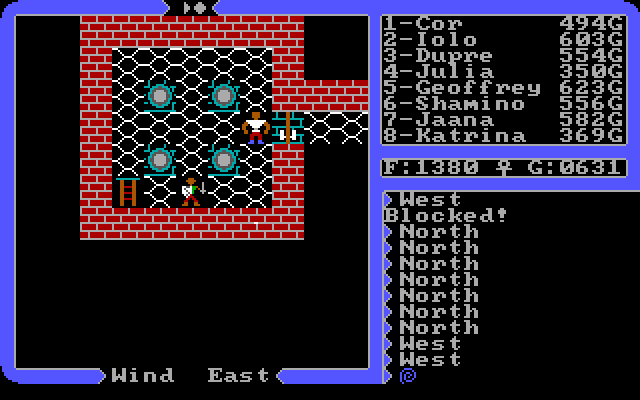 1-Cor 494G
2-Iolo 603G
3-Dupre 554G
4-Julia 350G
5-Geoffrey 623G
6-Shamino 556G
7-Jaana 582G
8-Katrina 369G
F:1380 ♀ G:0631
West
Blocked!
North
North
North
North
North
North
North
West
West
Wind East